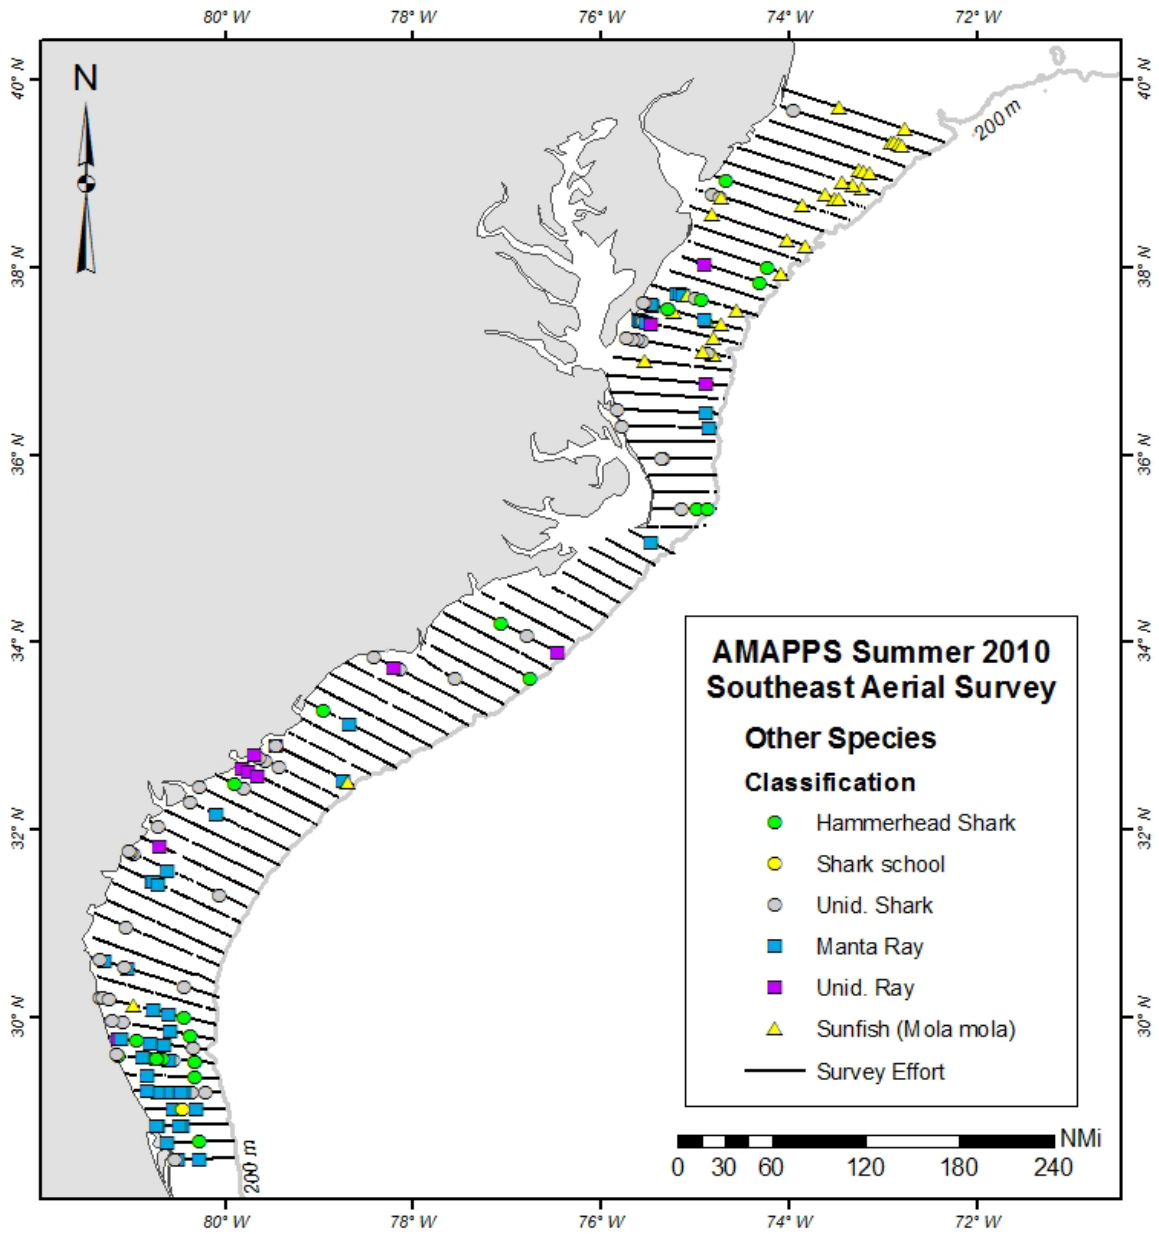 80° W 78° W 76° W 74° W 72° W
40° N 40° N
N
200 m
38° N 38° N
36° N 36° N
34° N 34° N
AMAPPS Summer 2010
Southeast Aerial Survey
Other Species
Classification
Hammerhead Shark
Shark school
Unid. Shark
Manta Ray
Unid. Ray
Sunfish (Mola mola)
Survey Effort
32° N 32° N
30° N 30° N
200 m
NMi
0 30 60 120 180 240
80° W 78° W 76° W 74° W 72° W